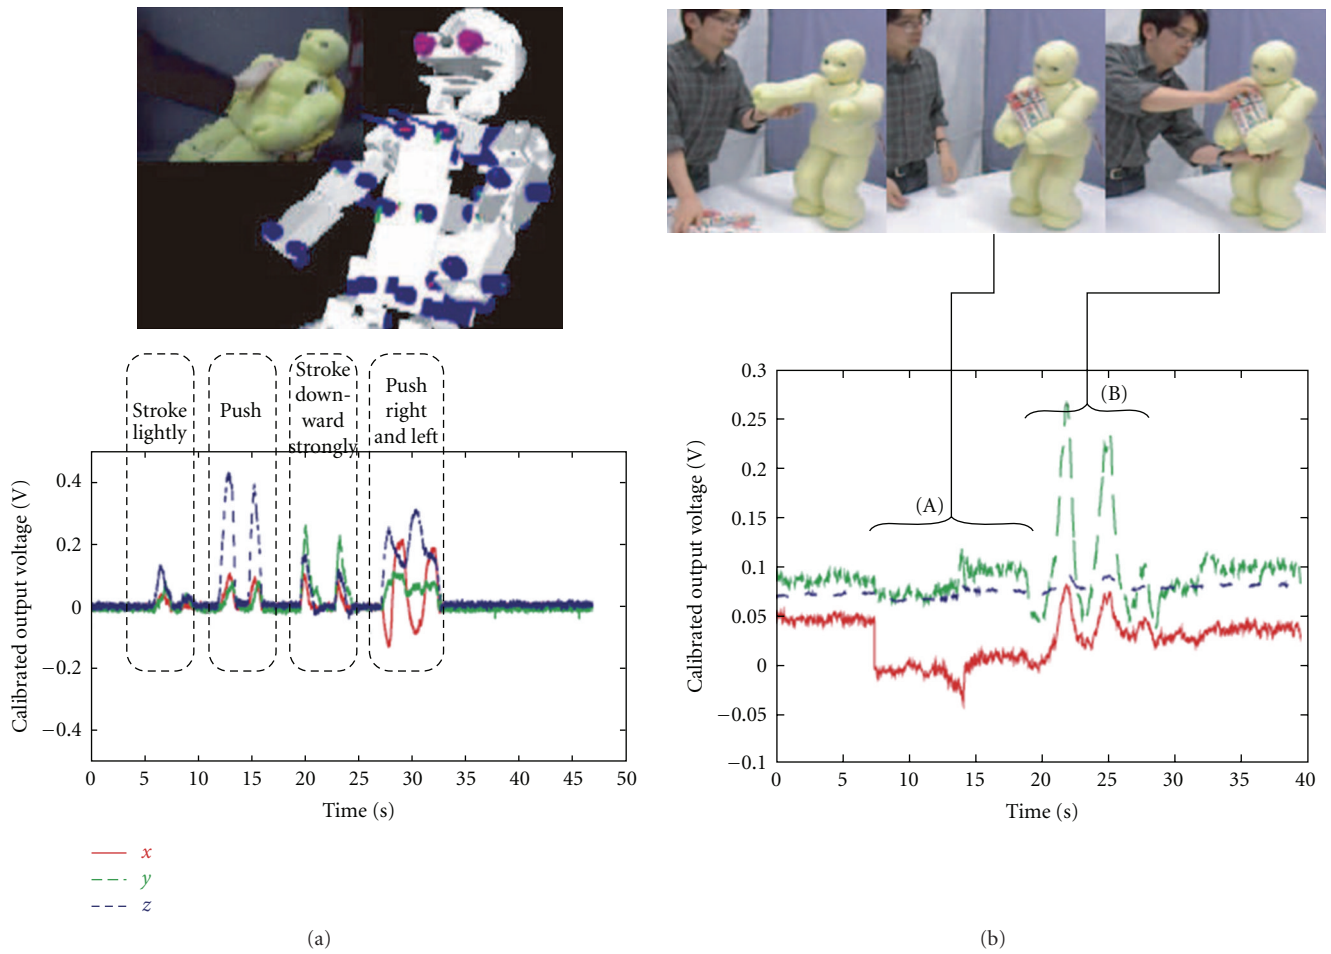 Stroke
lightly
Push
Stroke
down-
ward
strongly
Push
right
and left
Calibrated output voltage (V)
0.4
0.2
0
−0.2
−0.4
0
5
10
15
20
25
30
35
40
45
50
Time (s)
x
y
z
(a)
(A)
(B)
Calibrated output voltage (V)
0.3
0.25
0.2
0.15
0.1
0.05
0
−0.05
−0.1
0
5
10
15
20
25
30
35
40
Time (s)
(b)